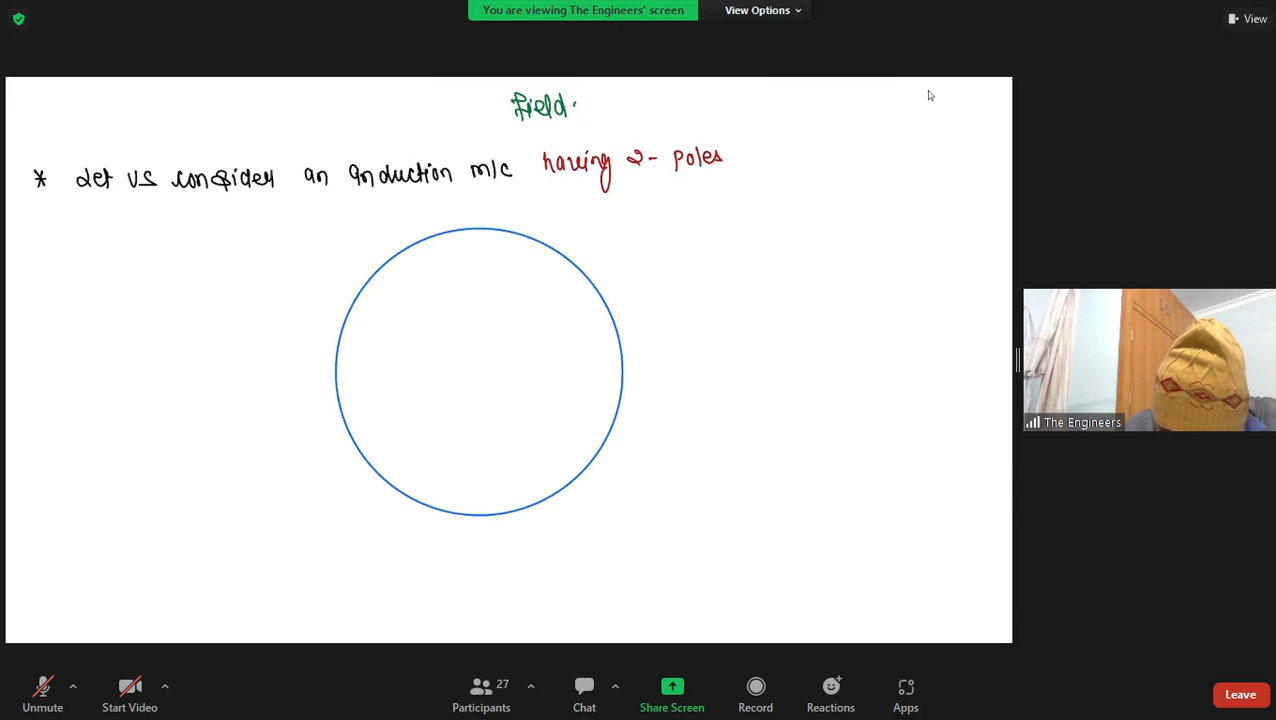 You are viewing The Engineers' screen
View Options
View
Field.
* Let us consider an Induction m/c having 2- Poles
The Engineers
Unmute
Start Video
27
Participants
Chat
Share Screen
Record
Reactions
Apps
Leave